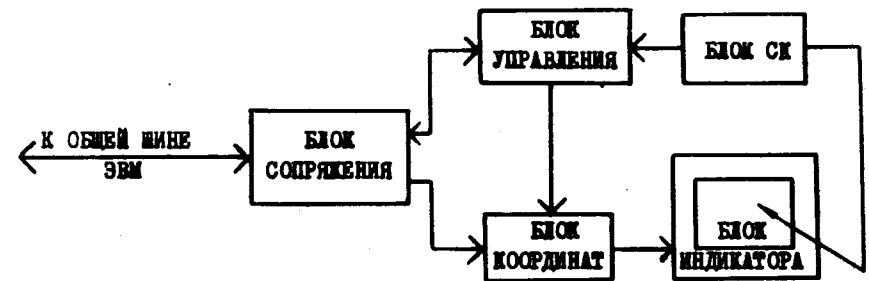 БЛОК
УПРАВЛЕНИЯ
БЛОК СК
К ОБЩЕЙ ШИНЕ
ЭВМ
БЛОК
СОПРЯЖЕНИЯ
БЛОК
КООРДИНАТ
БЛОК
ИНДИКАТОРА